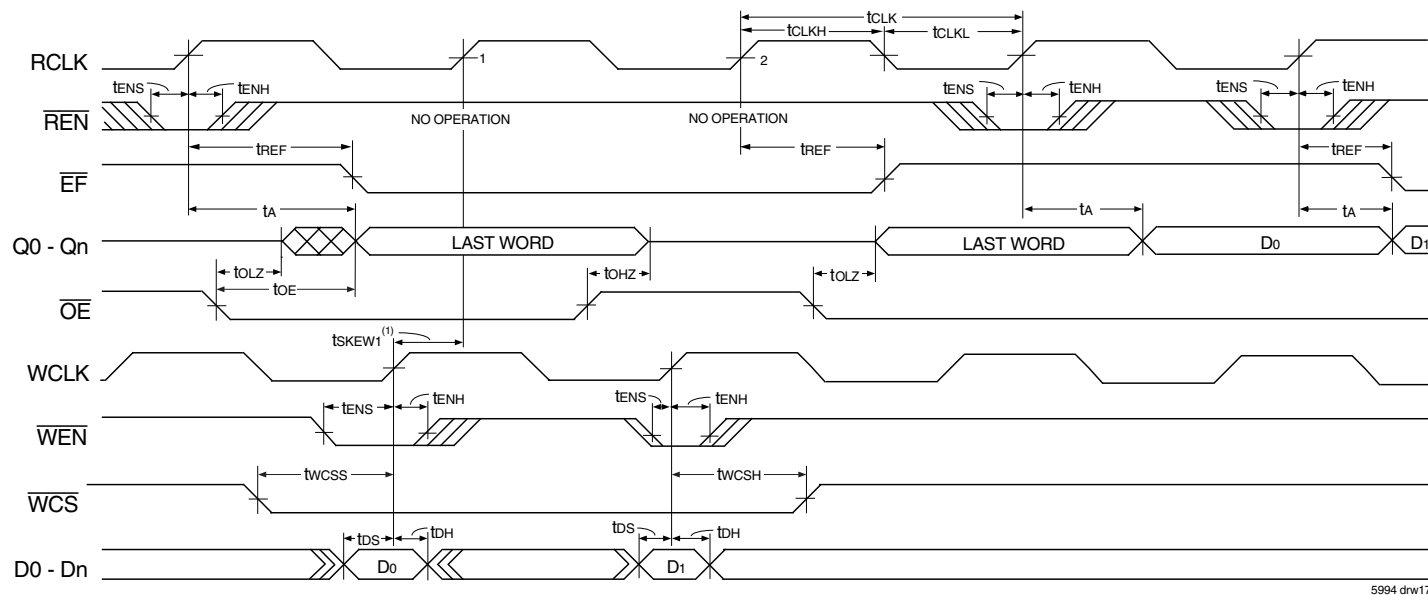 tCLK
tCLKH tCLKL
RCLK 1 2
tENS tENH tENS tENH tENS tENH
REN NO OPERATION NO OPERATION
tREF tREF tREF
EF
tA tA tA
Q0 - Qn LAST WORD LAST WORD D0 D1
tOLZ tOHZ tOLZ
tOE
OE
tSKEW1(1)
WCLK
tENS tENH tENS tENH
WEN
tWCSS tWCSH
WCS
tDS tDH tDS tDH
D0 - Dn D0 D1
5994 drw17